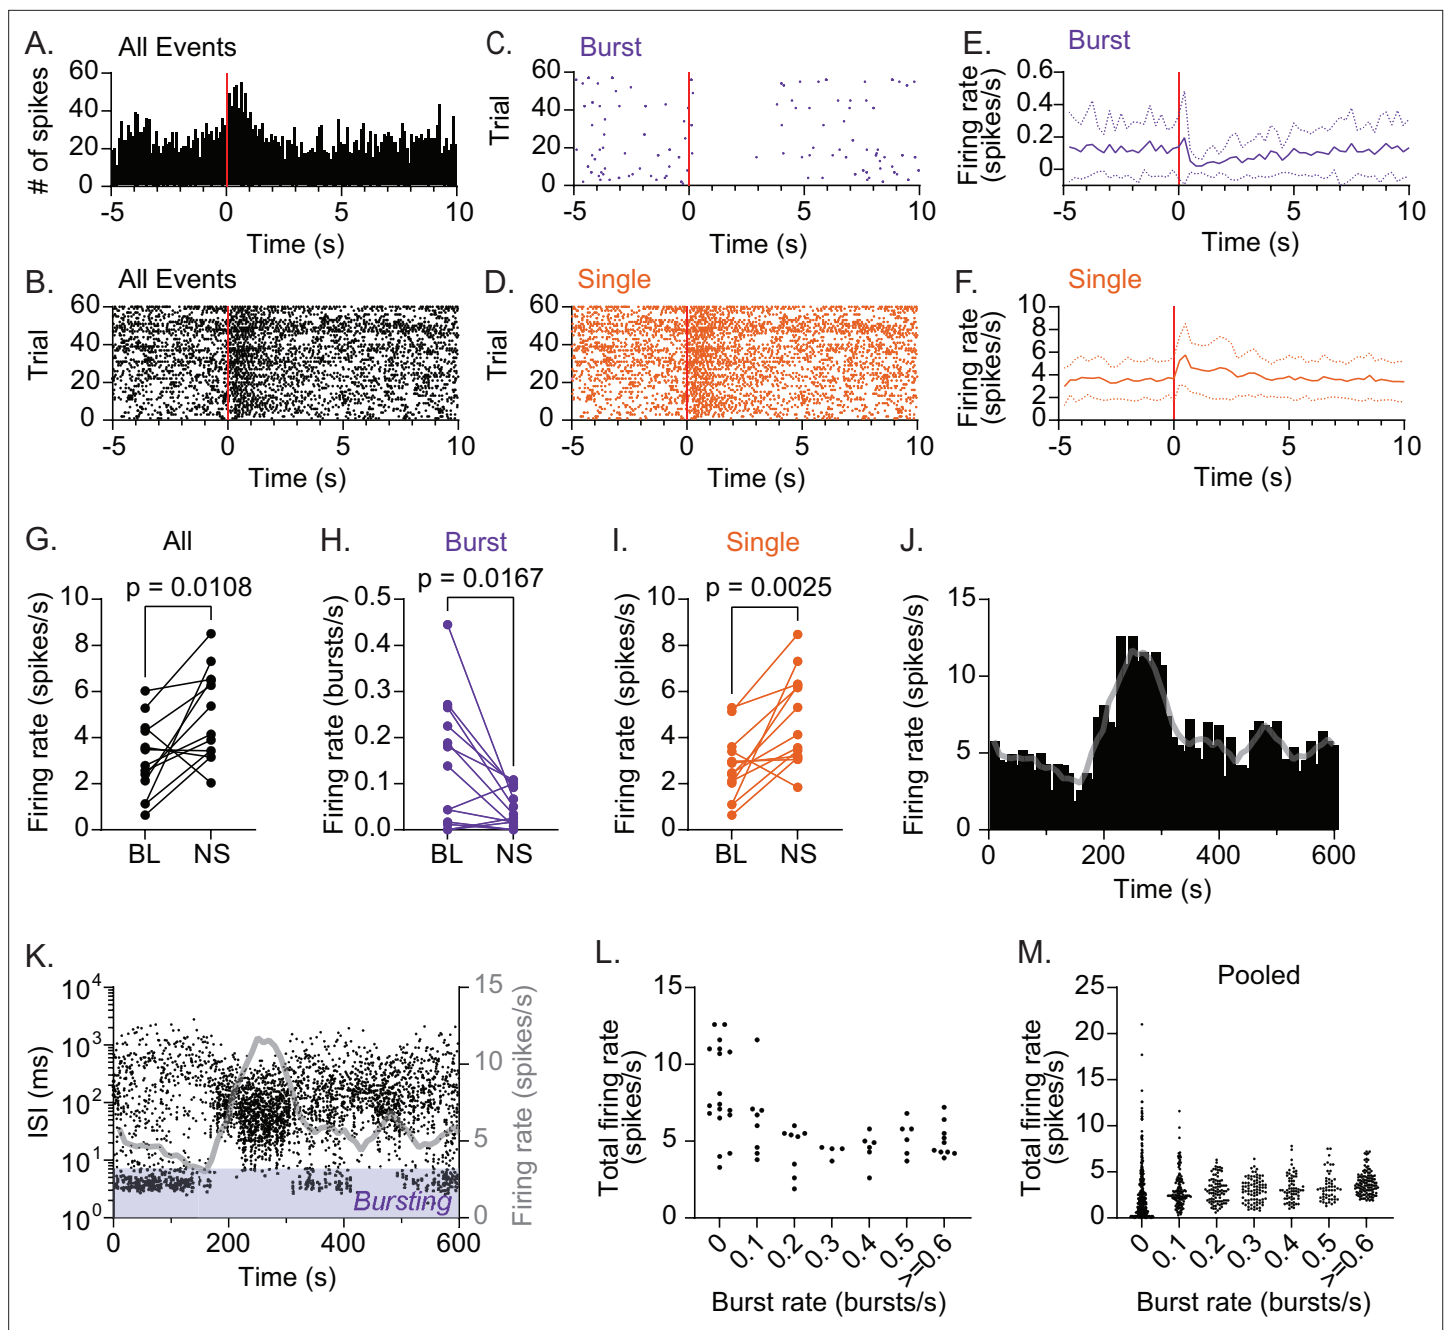 A.
All Events
# of spikes
60
40
20
0
-5
0
5
10
Time (s)
C.
Burst
Trial
60
40
20
0
-5
0
5
10
Time (s)
E.
Burst
Firing rate
(spikes/s)
0.6
0.4
0.2
0
-5
0
5
10
Time (s)
B.
All Events
Trial
60
40
20
0
-5
0
5
10
Time (s)
D.
Single
Trial
60
40
20
0
-5
0
5
10
Time (s)
F.
Single
Firing rate
(spikes/s)
10
8
6
4
2
0
-5
0
5
10
Time (s)
G.
All
p = 0.0108
Firing rate (spikes/s)
10
8
6
4
2
0
BL
NS
H.
Burst
p = 0.0167
Firing rate (bursts/s)
0.5
0.4
0.3
0.2
0.1
0.0
BL
NS
I.
Single
p = 0.0025
Firing rate (spikes/s)
10
8
6
4
2
0
BL
NS
J.
Firing rate (spikes/s)
15
10
5
0
0
200
400
600
Time (s)
K.
ISI (ms)
10^4
10^3
10^2
10^1
10^0
Bursting
Firing rate (spikes/s)
15
10
5
0
0
200
400
600
Time (s)
L.
Total firing rate
(spikes/s)
15
10
5
0
0
0.1
0.2
0.3
0.4
0.5
>=0.6
Burst rate (bursts/s)
M.
Pooled
Total firing rate
(spikes/s)
25
20
15
10
5
0
0
0.1
0.2
0.3
0.4
0.5
>=0.6
Burst rate (bursts/s)